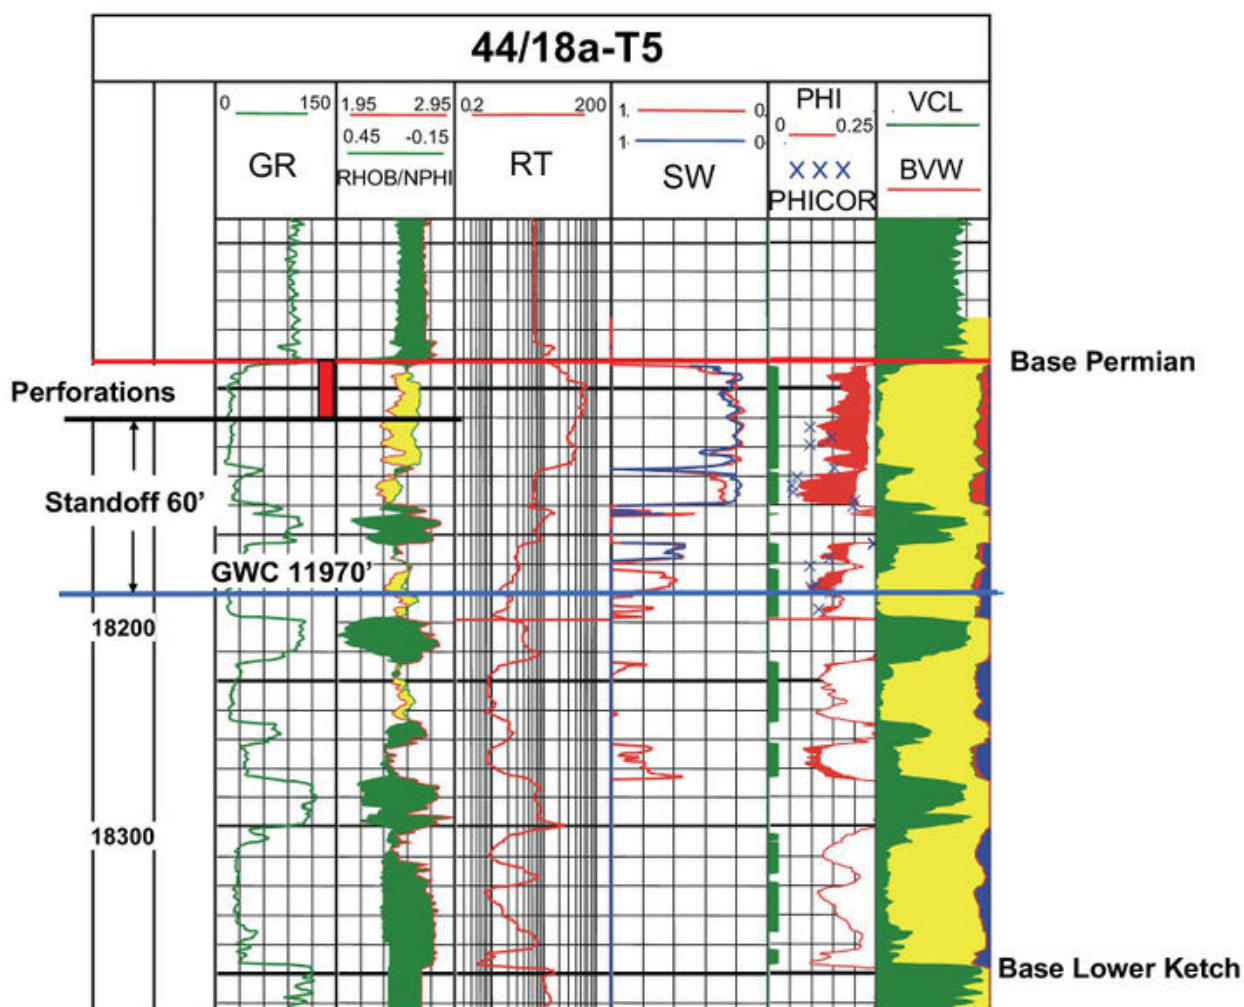 44/18a-T5
0 150
GR
1.95 2.95
0.45 -0.15
RHOB/NPHI
0.2 200
RT
1. 0.
1 0
SW
PHI
0 0.25
XXX
PHICOR
VCL
BVW
Base Permian
Perforations
Standoff 60'
GWC 11970'
18200
18300
Base Lower Ketch